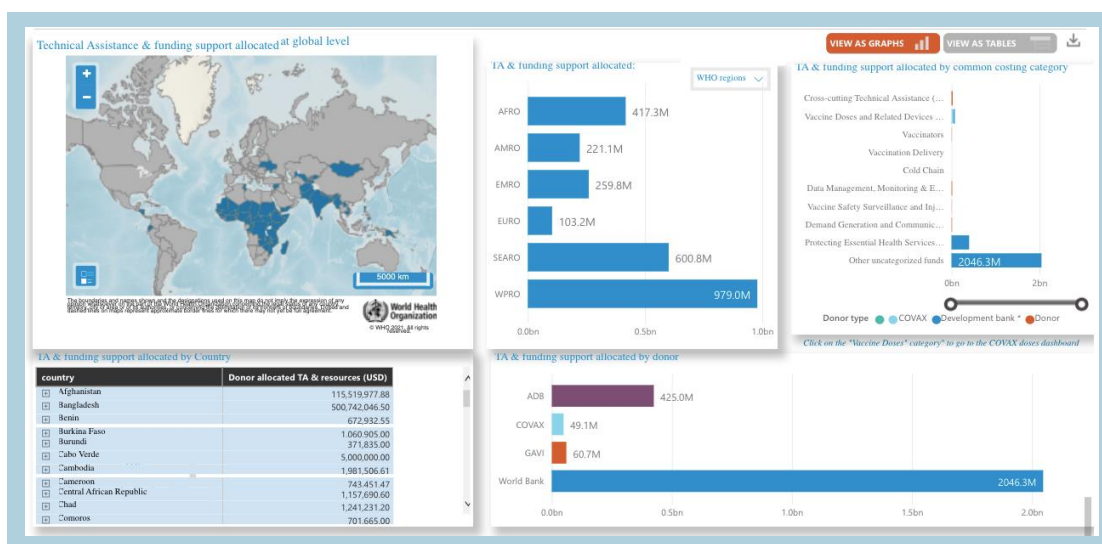 Technical Assistance & funding support allocated at global level
+
−
5000 km
World Health
Organization
© WHO 2021. All rights
reserved.
VIEW AS GRAPHS
VIEW AS TABLES
TA & funding support allocated:
WHO regions
AFRO 417.3M
AMRO 221.1M
EMRO 259.8M
EURO 103.2M
SEARO 600.8M
WPRO 979.0M
0.0bn 0.5bn 1.0bn
TA & funding support allocated by common costing category
Cross-cutting Technical Assistance (...
Vaccine Doses and Related Devices ...
Vaccinators
Vaccination Delivery
Cold Chain
Data Management, Monitoring & E...
Vaccine Safety Surveillance and Inj...
Demand Generation and Communic...
Protecting Essential Health Services...
Other uncategorized funds 2046.3M
0bn 2bn
Donor type COVAX Development bank * Donor
Click on the "Vaccine Doses" category" to go to the COVAX doses dashboard
TA & funding support allocated by Country
country Donor allocated TA & resources (USD)
Afghanistan 115,519,977.88
Bangladesh 500,742,046.50
Benin 672,932.55
Burkina Faso 1,060,905.00
Burundi 371,835.00
Cabo Verde 5,000,000.00
Cambodia 1,981,506.61
Cameroon 743,451.47
Central African Republic 1,157,690.60
Chad 1,241,231.20
Comoros 701,665.00
TA & funding support allocated by donor
ADB 425.0M
COVAX 49.1M
GAVI 60.7M
World Bank 2046.3M
0.0bn 0.5bn 1.0bn 1.5bn 2.0bn